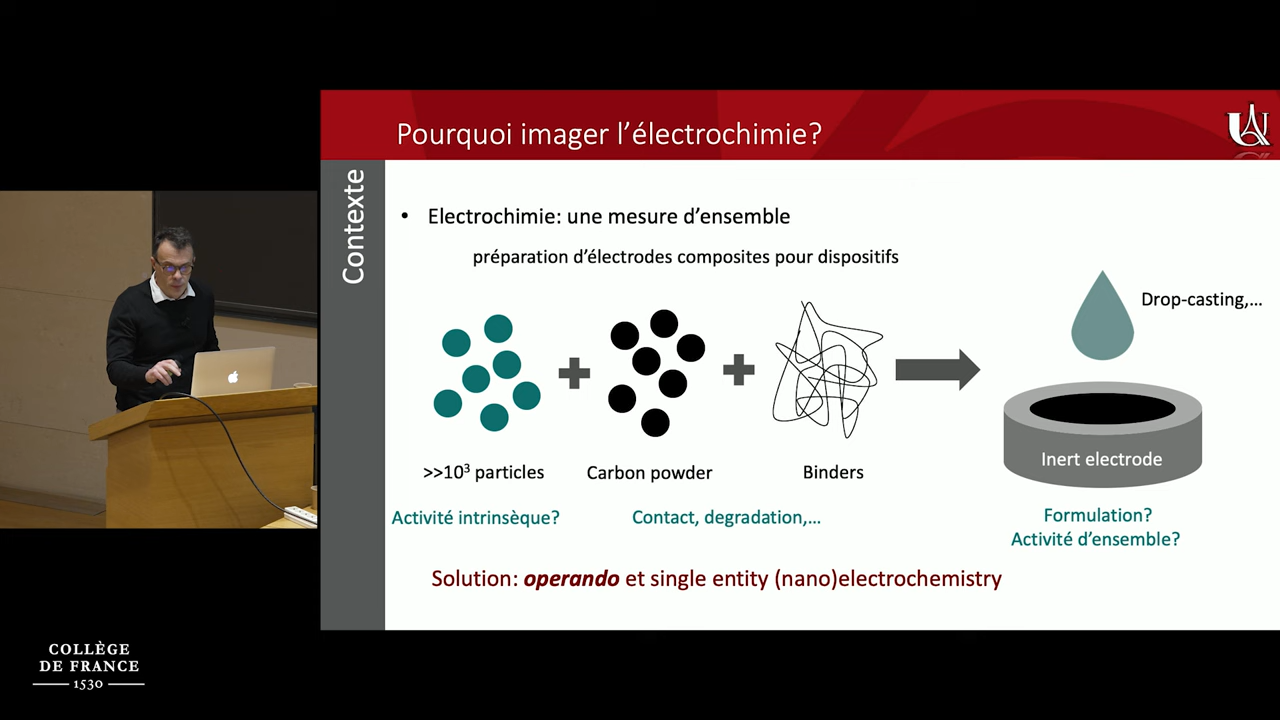 Pourquoi imager l'électrochimie?
Contexte
• Electrochimie: une mesure d'ensemble
préparation d'électrodes composites pour dispositifs
Drop-casting,...
>>10³ particles
Carbon powder
Binders
Inert electrode
Activité intrinsèque?
Contact, degradation,...
Formulation?
Activité d'ensemble?
Solution: operando et single entity (nano)electrochemistry
COLLÈGE
DE FRANCE
1530